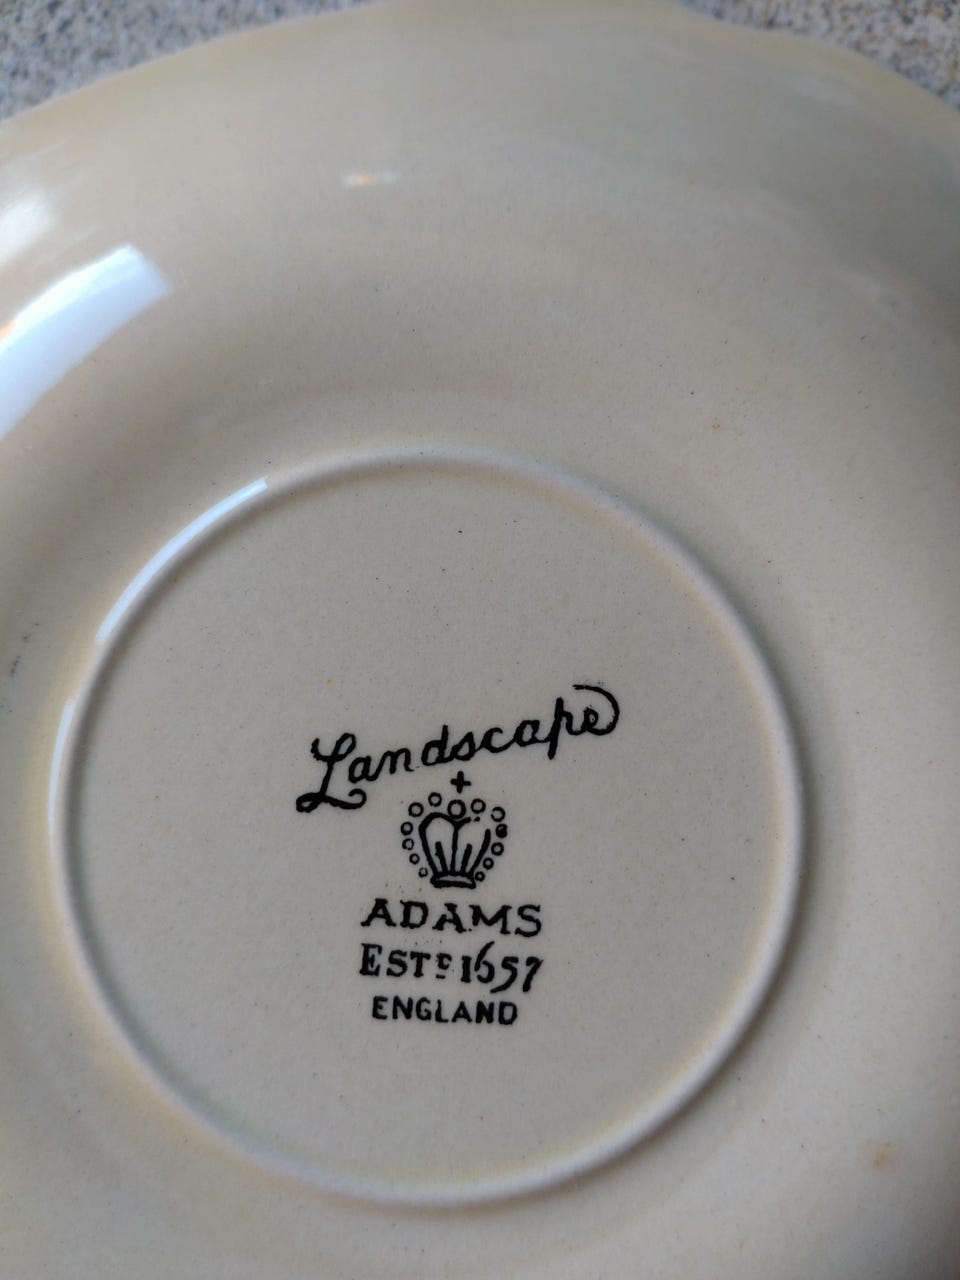 Landscape
ADAMS
ESTD 1657
ENGLAND